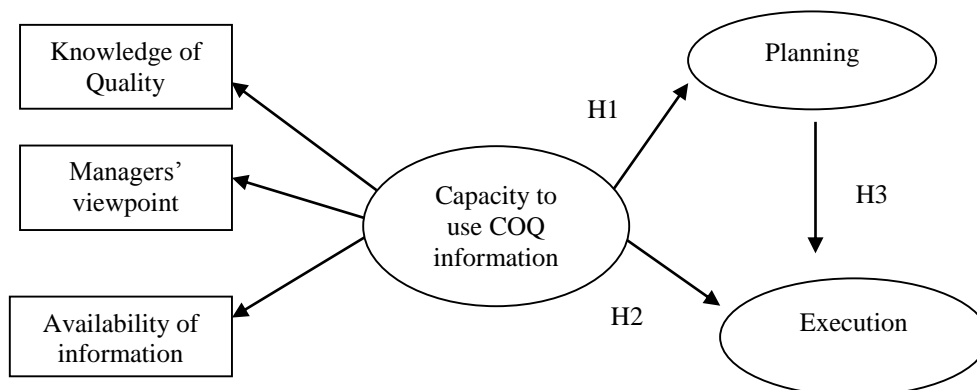 Knowledge of
Quality
Managers’
viewpoint
Availability of
information
Capacity to
use COQ
information
H1
H2
Planning
H3
Execution